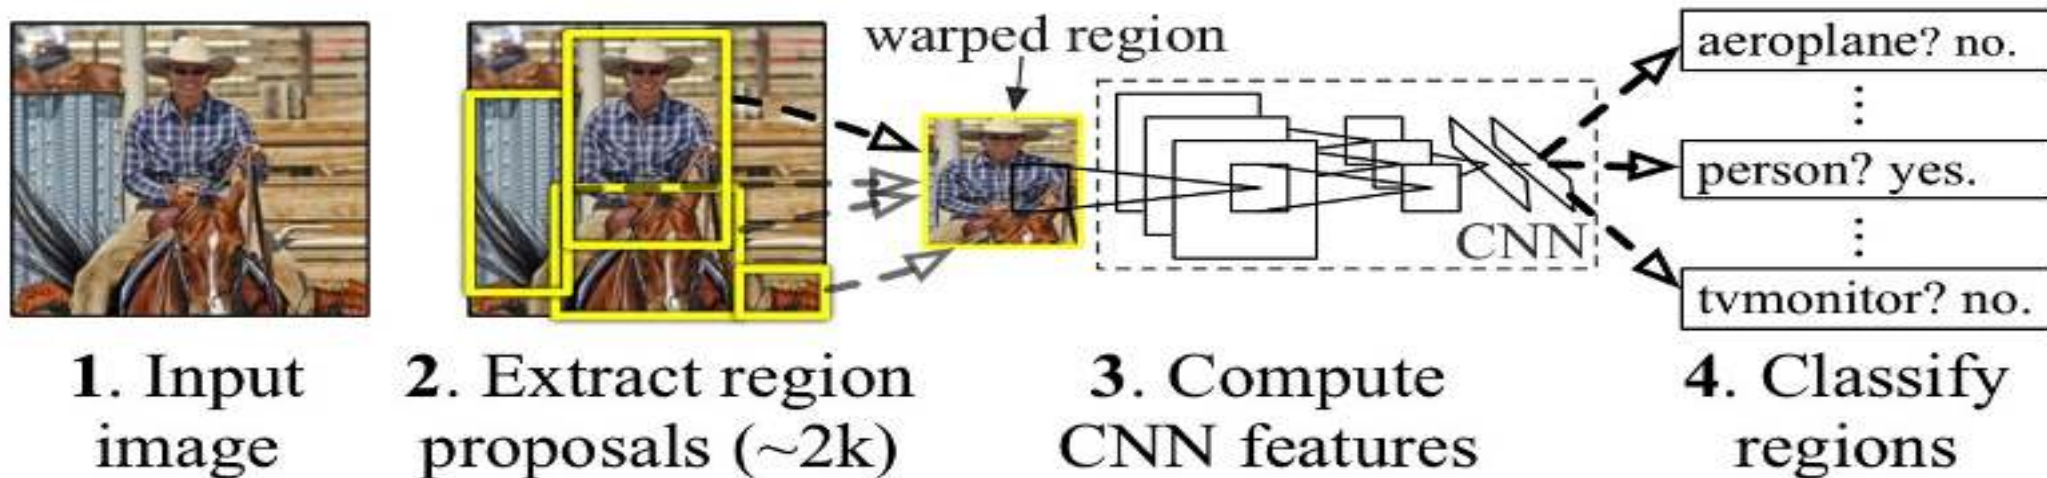 warped region
aeroplane? no.
person? yes.
CNN
tvmonitor? no.
1. Input
image
2. Extract region
proposals (~2k)
3. Compute
CNN features
4. Classify
regions